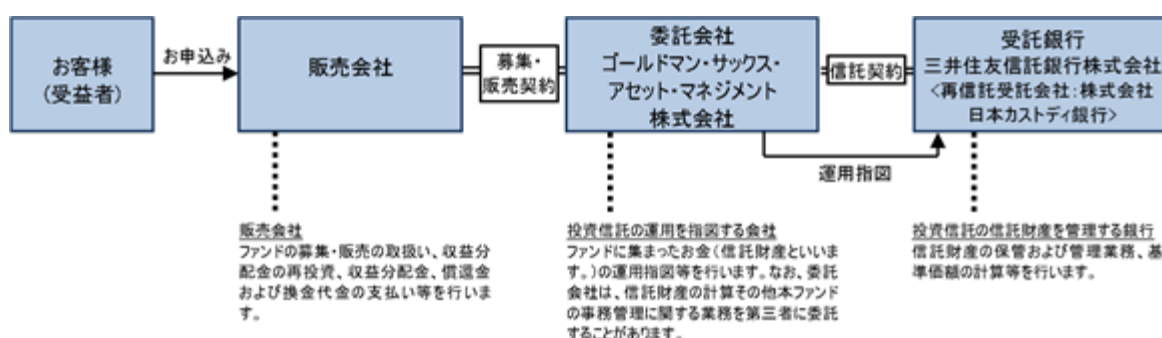 お客様
(受益者)
お申込み
販売会社
募集・
販売契約
委託会社
ゴールドマン・サックス・
アセット・マネジメント
株式会社
信託契約
受託銀行
三井住友信託銀行株式会社
<再信託受託会社:株式会社
日本カストディ銀行>
運用指図
販売会社
ファンドの募集・販売の取扱い、収益分
配金の再投資、収益分配金、償還金
および換金代金の支払い等を行いま
す。
投資信託の運用を指図する会社
ファンドに集まったお金(信託財産といいま
す。)の運用指図等を行います。なお、委託
会社は、信託財産の計算その他本ファンド
の事務管理に関する業務を第三者に委託
することがあります。
投資信託の信託財産を管理する銀行
信託財産の保管および管理業務、基
準価額の計算等を行います。